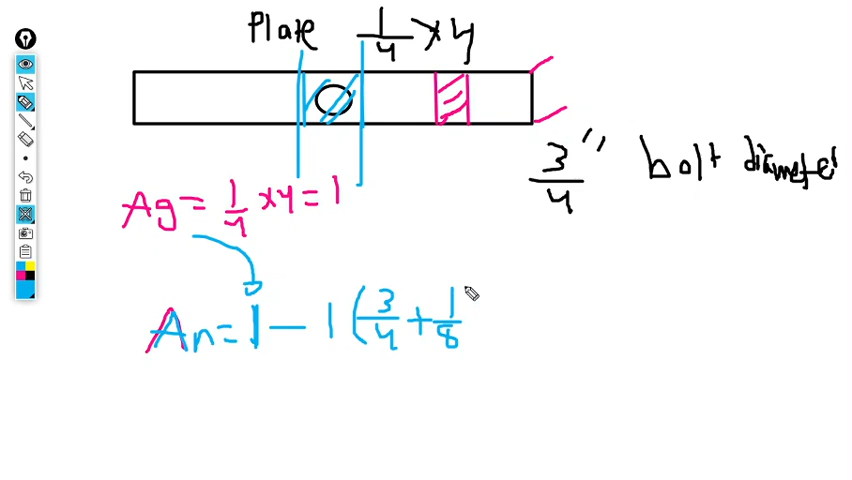 Plate 1/4 x 4
3/4" bolt diameter
Ag = 1/4 x 4 = 1
An = 1 - 1 (3/4 + 1/8